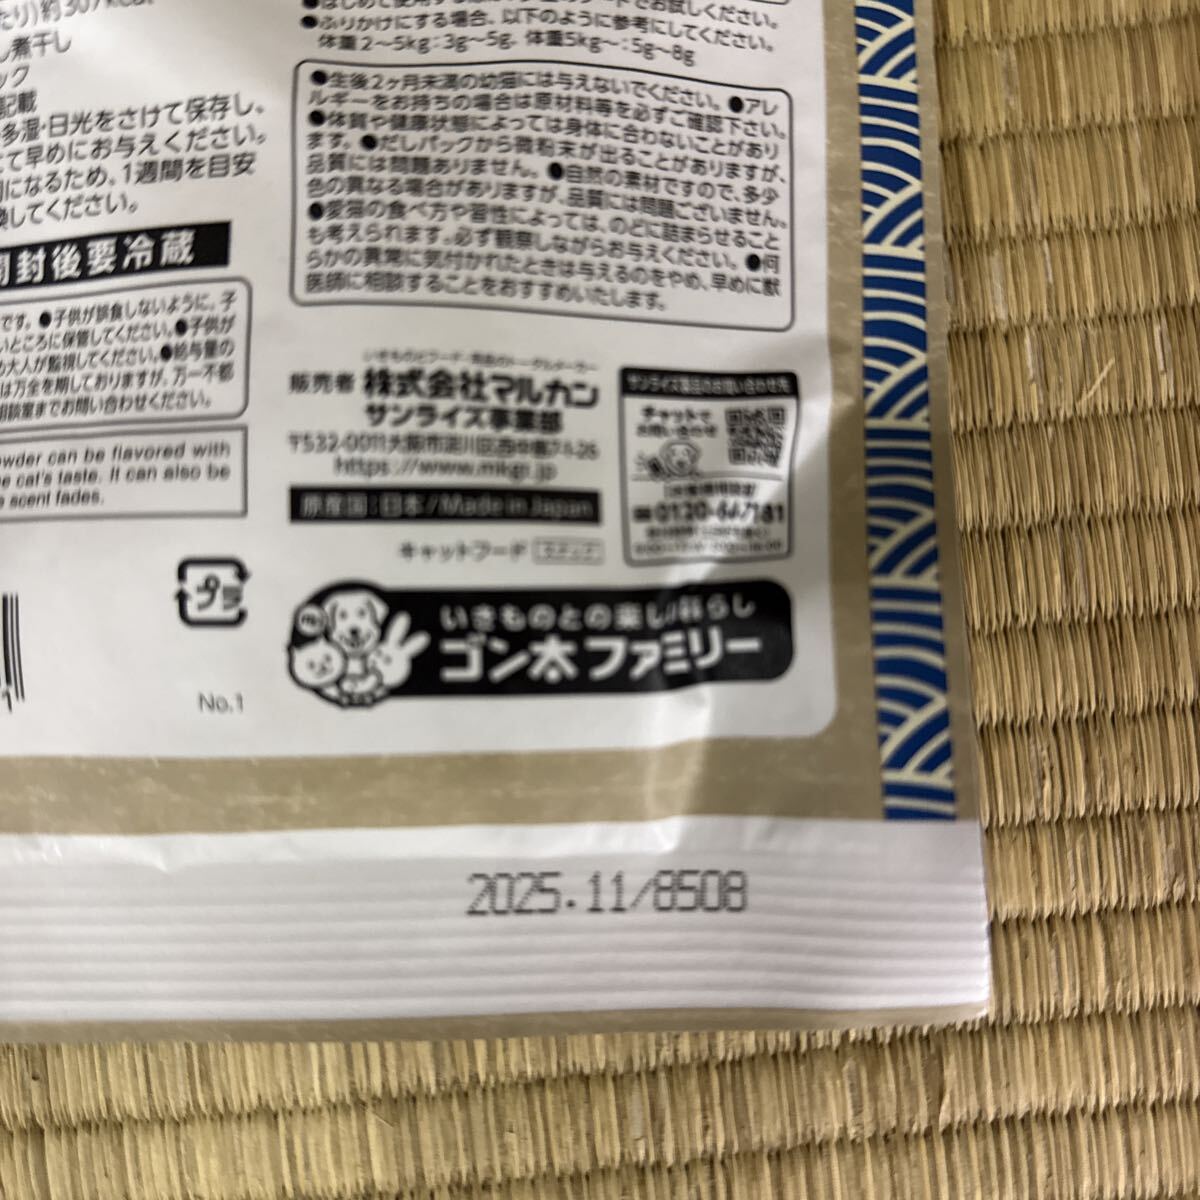 たり)約307kcal
し煮干し
ック
記載
多湿・日光をさけて保存し、
て早めにお与えください。
になるため、1週間を目安
換してください。
開封後要冷蔵
です。●子供が誤食しないように、子
いところに保管してください。●子供が
大人が監視してください。●給与量の
は万全を期しておりますが、万一不都
相談室までお問い合わせください。
owder can be flavored with
e cat's taste. It can also be
scent fades.
プラ
No.1
●ふりかけにする場合、以下のように参考にしてください。
体重2〜5kg:3g〜5g、体重5kg〜:5g〜8g
●生後2ヶ月未満の幼猫には与えないでください。●アレ
ルギーをお持ちの場合は原材料等を必ずご確認下さい。
●体質や健康状態によっては身体に合わないことがあり
ます。●だしパックから微粉末が出ることがありますが、
品質には問題ありません。●自然の素材ですので、多少
色の異なる場合がありますが、品質には問題ございません。
●愛猫の食べ方や習性によっては、のどに詰まらせること
も考えられます。必ず観察しながらお与えください。●何
らかの異常に気付かれたときは与えるのをやめ、早めに獣
医師に相談することをおすすめいたします。
販売者 株式会社マルカン
サンライズ事業部
〒532-0011大阪市淀川区西中島7-1-26
https://www.mkgr.jp
原産国:日本/Made in Japan
キャットフード スナック
チャットで
お問い合わせ
0120-647181
いきものとの楽しい暮らし
ゴン太ファミリー
2025.11/8508